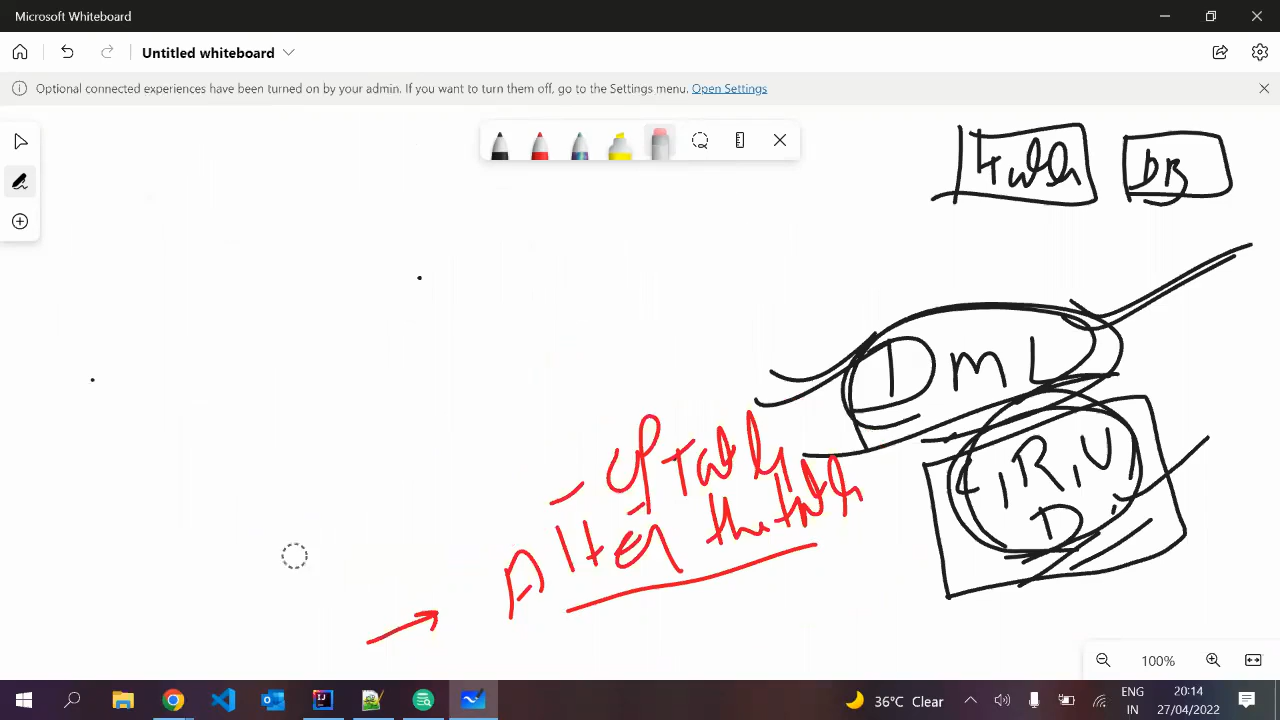 Microsoft Whiteboard
Untitled whiteboard
Optional connected experiences have been turned on by your admin. If you want to turn them off, go to the Settings menu. Open Settings
DB
DML
R, U
D
Alter the
100%
36°C Clear
ENG
IN
20:14
27/04/2022